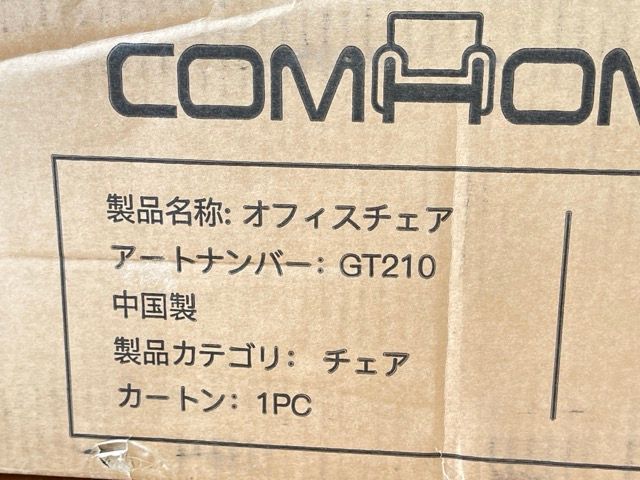 COMHOM
製品名称: オフィスチェア
アートナンバー: GT210
中国製
製品カテゴリ: チェア
カートン: 1PC